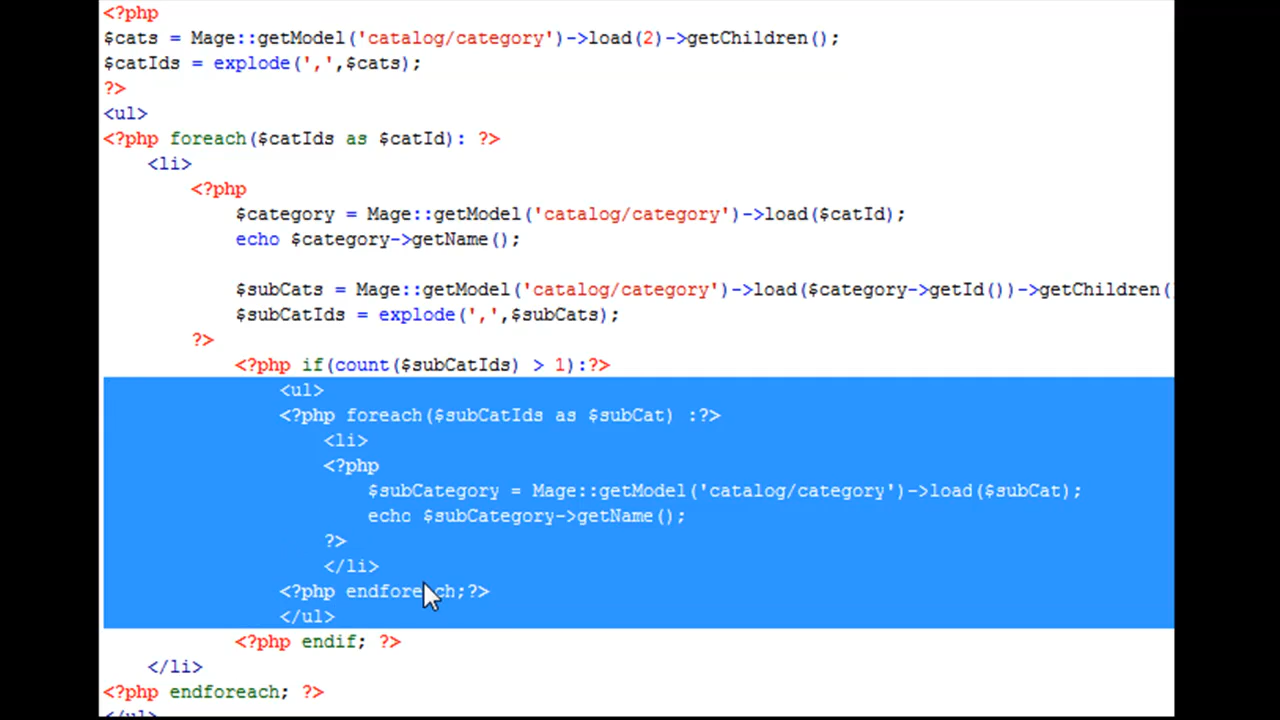 <?php
$cats = Mage::getModel('catalog/category')->load(2)->getChildren();
$catIds = explode(',',$cats);
?>
<ul>
<?php foreach($catIds as $catId): ?>
<li>
<?php
$category = Mage::getModel('catalog/category')->load($catId);
echo $category->getName();
$subCats = Mage::getModel('catalog/category')->load($category->getId())->getChildren(
$subCatIds = explode(',',$subCats);
?>
<?php if(count($subCatIds) > 1):?>
<ul>
<?php foreach($subCatIds as $subCat) :?>
<li>
<?php
$subCategory = Mage::getModel('catalog/category')->load($subCat);
echo $subCategory->getName();
?>
</li>
<?php endforeach;?>
</ul>
<?php endif; ?>
</li>
<?php endforeach; ?>
</ul>